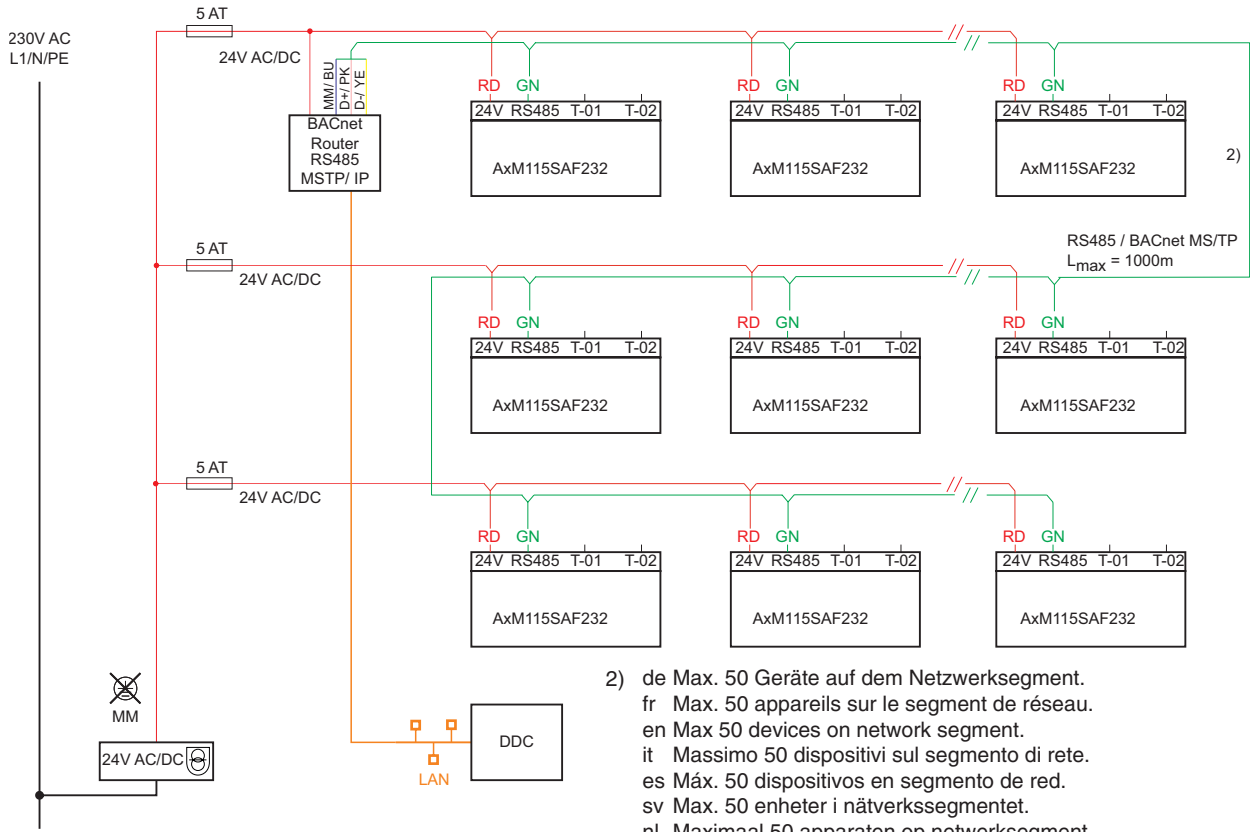 5 AT
230V AC
L1/N/PE
24V AC/DC
MM/ BU
D+/ PK
D-/ YE
BACnet
Router
RS485
MSTP/ IP
RD GN RD GN RD GN
24V RS485 T-01 T-02 24V RS485 T-01 T-02 24V RS485 T-01 T-02
AxM115SAF232 AxM115SAF232 AxM115SAF232
2)
RS485 / BACnet MS/TP
Lmax = 1000m
5 AT
24V AC/DC
RD GN RD GN RD GN
24V RS485 T-01 T-02 24V RS485 T-01 T-02 24V RS485 T-01 T-02
AxM115SAF232 AxM115SAF232 AxM115SAF232
5 AT
24V AC/DC
RD GN RD GN RD GN
24V RS485 T-01 T-02 24V RS485 T-01 T-02 24V RS485 T-01 T-02
AxM115SAF232 AxM115SAF232 AxM115SAF232
MM
24V AC/DC
LAN
DDC
2) de Max. 50 Geräte auf dem Netzwerksegment.
fr Max. 50 appareils sur le segment de réseau.
en Max 50 devices on network segment.
it Massimo 50 dispositivi sul segmento di rete.
es Máx. 50 dispositivos en segmento de red.
sv Max. 50 enheter i nätverkssegmentet.
nl Maximaal 50 apparaten op netwerksegment